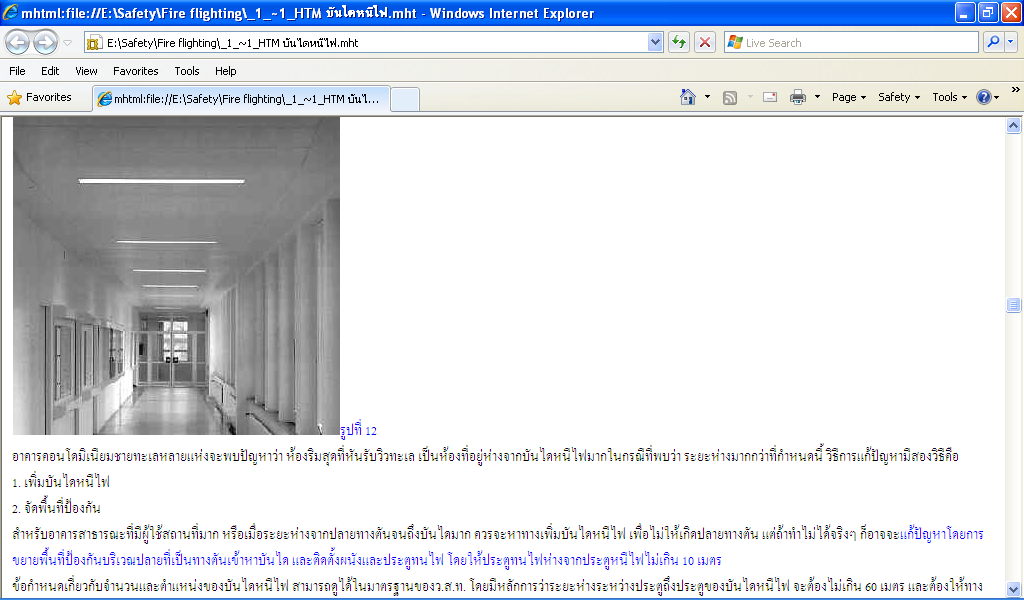 mhtml:file://E:\Safety\Fire flighting\_1_~1_HTM บันไดหนีไฟ.mht - Windows Internet Explorer
E:\Safety\Fire flighting\_1_~1_HTM บันไดหนีไฟ.mht
Live Search
File Edit View Favorites Tools Help
Favorites mhtml:file://E:\Safety\Fire flighting\_1_~1_HTM บันไ... Page Safety Tools
รูปที่ 12
อาคารคอนโดมิเนียมชายทะเลหลายแห่งจะพบปัญหาว่า ห้องริมสุดที่หันรับวิวทะเล เป็นห้องที่อยู่ห่างจากบันไดหนีไฟมากในกรณีที่พบว่า ระยะห่างมากกว่าที่กำหนดนี้ วิธีการแก้ปัญหามีสองวิธีคือ
1. เพิ่มบันไดหนีไฟ
2. จัดพื้นที่ป้องกัน
สำหรับอาคารสาธารณะที่มีผู้ใช้สถานที่มาก หรือเมื่อระยะห่างจากปลายทางตันจนถึงบันไดมาก ควรจะหาทางเพิ่มบันไดหนีไฟ เพื่อไม่ให้เกิดปลายทางตัน แต่ถ้าทำไม่ได้จริงๆ ก็อาจจะแก้ปัญหาโดยการ
ขยายพื้นที่ป้องกันบริเวณปลายที่เป็นทางตันเข้าหาบันได และติดตั้งผนังและประตูทนไฟ โดยให้ประตูทนไฟห่างจากประตูหนีไฟไม่เกิน 10 เมตร
ข้อกำหนดเกี่ยวกับจำนวนและตำแหน่งของบันไดหนีไฟ สามารถดูได้ในมาตรฐานของว.ส.ท. โดยมีหลักการว่าระยะห่างระหว่างประตูถึงประตูของบันไดหนีไฟ จะต้องไม่เกิน 60 เมตร และต้องให้ทาง